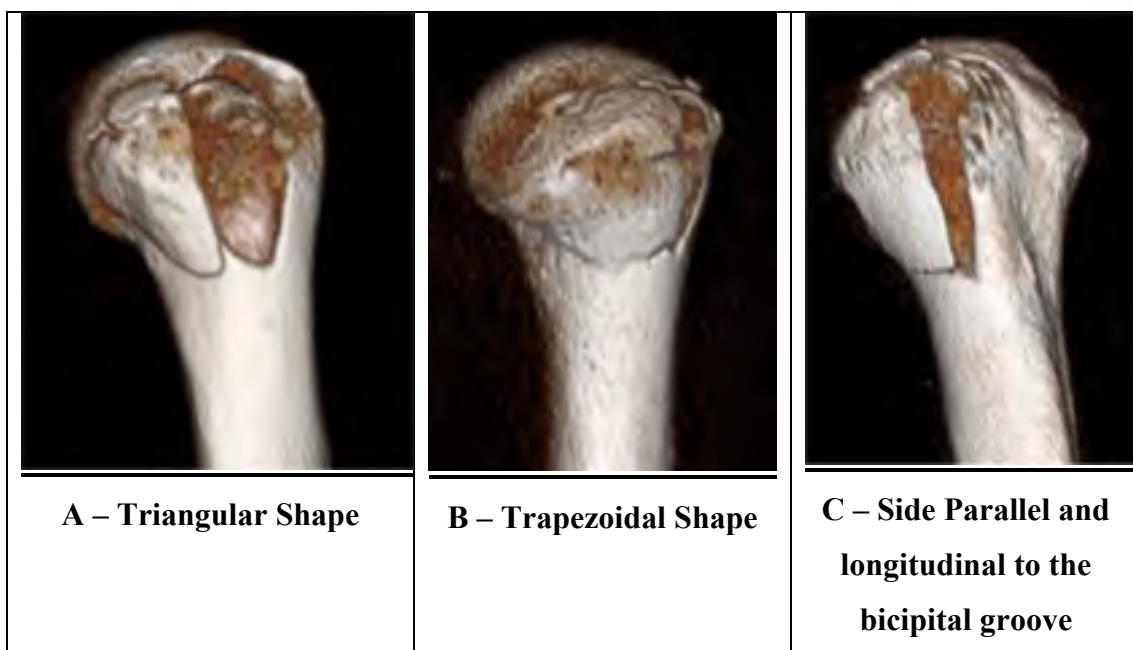 A – Triangular Shape
B – Trapezoidal Shape
C – Side Parallel and
longitudinal to the
bicipital groove